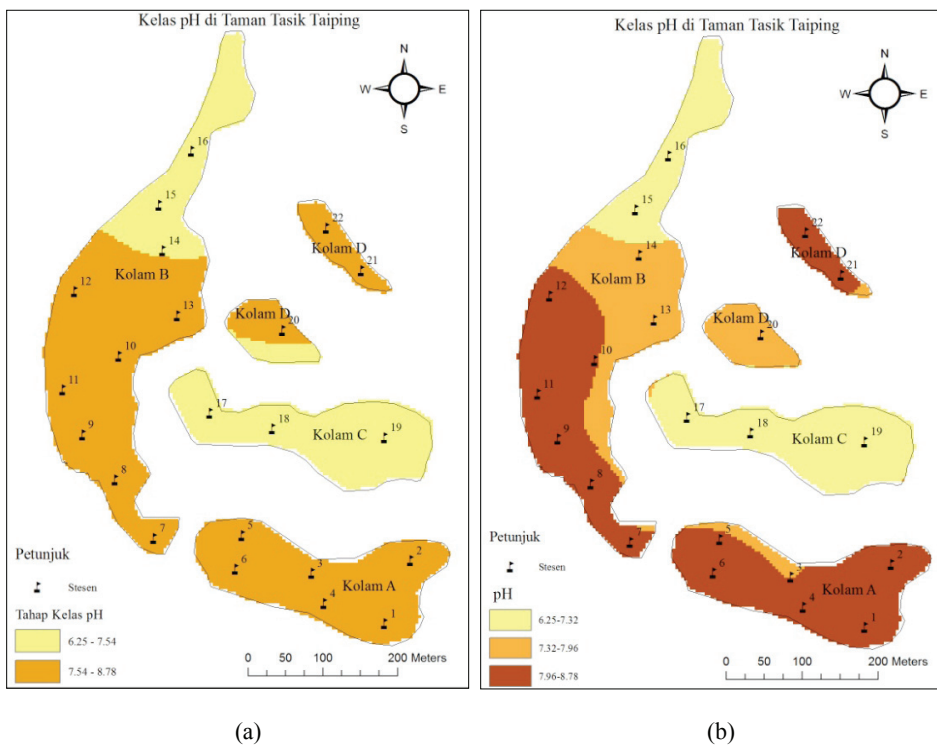 Kelas pH di Taman Tasik Taiping
N
W
E
S
16
15
14
22
Kolam D
21
Kolam B
12
13
Kolam D
20
10
11
17
9
18
Kolam C
19
8
7
5
2
6
3
Kolam A
4
1
Petunjuk
Stesen
Tahap Kelas pH
6.25 - 7.54
7.54 - 8.78
0 50 100 200 Meters
Kelas pH di Taman Tasik Taiping
N
W
E
S
16
15
14
22
Kolam D
21
Kolam B
12
13
Kolam D
20
10
11
17
9
18
Kolam C
19
8
7
5
2
6
3
Kolam A
4
1
Petunjuk
Stesen
pH
6.25-7.32
7.32-7.96
7.96-8.78
0 50 100 200 Meters
(a)
(b)